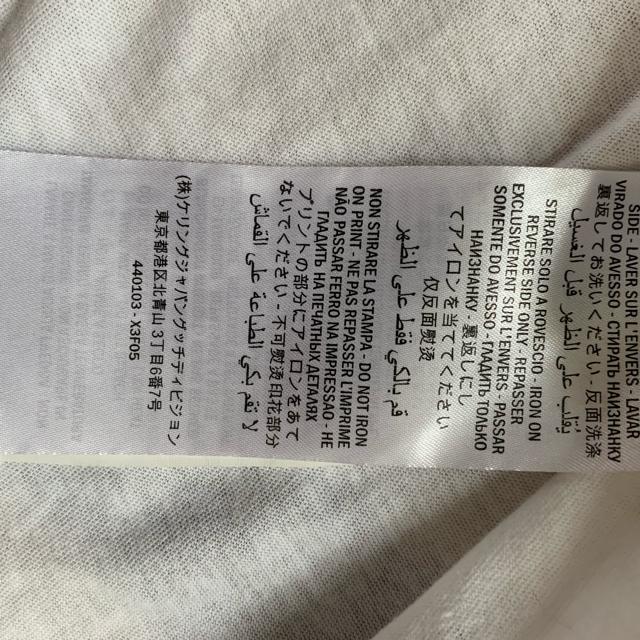 SIDE - LAVER SUR L'ENVERS - LAVAR
VIRADO DO AVESSO - СТИРАТЬ НАИЗНАНКУ
裏返してお洗いください - 反面洗涤
يُقلب على الظهر قبل الغسيل
STIRARE SOLO A ROVESCIO - IRON ON
REVERSE SIDE ONLY - REPASSER
EXCLUSIVEMENT SUR L'ENVERS - PASSAR
SOMENTE DO AVESSO - ГЛАДИТЬ ТОЛЬКО
НАИЗНАНКУ - 裏返しにし
てアイロンを当ててください
仅反面熨烫
قم بالكي فقط على الظهر
NON STIRARE LA STAMPA - DO NOT IRON
ON PRINT - NE PAS REPASSER L'IMPRIMÉ
NÃO PASSAR FERRO NA IMPRESSÃO - НЕ
ГЛАДИТЬ НА ПЕЧАТНЫХ ДЕТАЛЯХ
プリントの部分にアイロンをあて
ないでください - 不可熨烫印花部分
لا تقم بكي الطباعة على القماش
(株)ケリングジャパングッチディビジョン
東京都港区北青山3丁目6番7号
440103 - X3F05